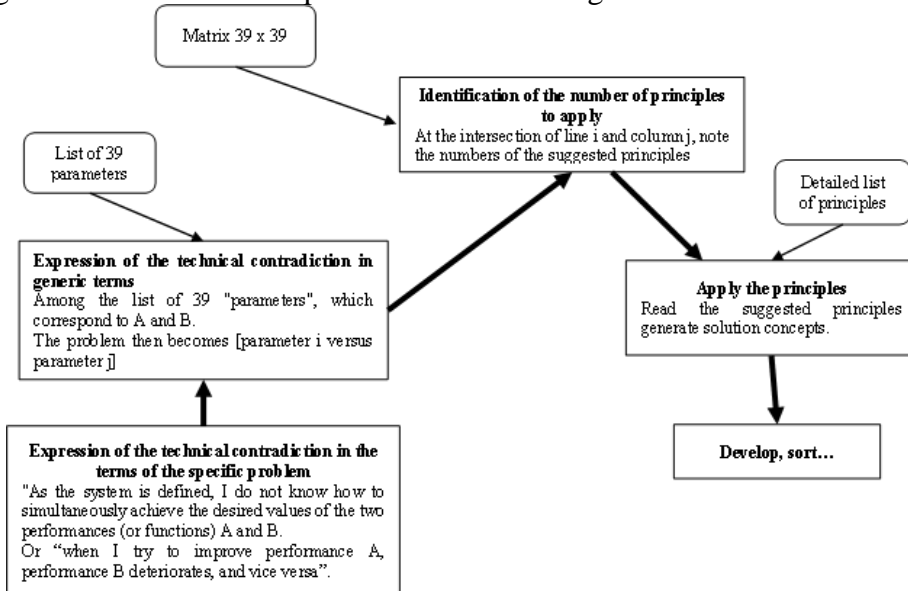 Matrix 39 x 39
Identification of the number of principles
to apply
At the intersection of line i and column j, note
the numbers of the suggested principles
List of 39
parameters
Detailed list
of principles
Expression of the technical contradiction in
generic terms
Among the list of 39 "parameters", which
correspond to A and B.
The problem then becomes [parameter i versus
parameter j]
Apply the principles
Read the suggested principles
generate solution concepts.
Expression of the technical contradiction in the
terms of the specific problem
"As the system is defined, I do not know how to
simultaneously achieve the desired values of the two
performances (or functions) A and B.
Or “when I try to improve performance A,
performance B deteriorates, and vice versa”.
Develop, sort...